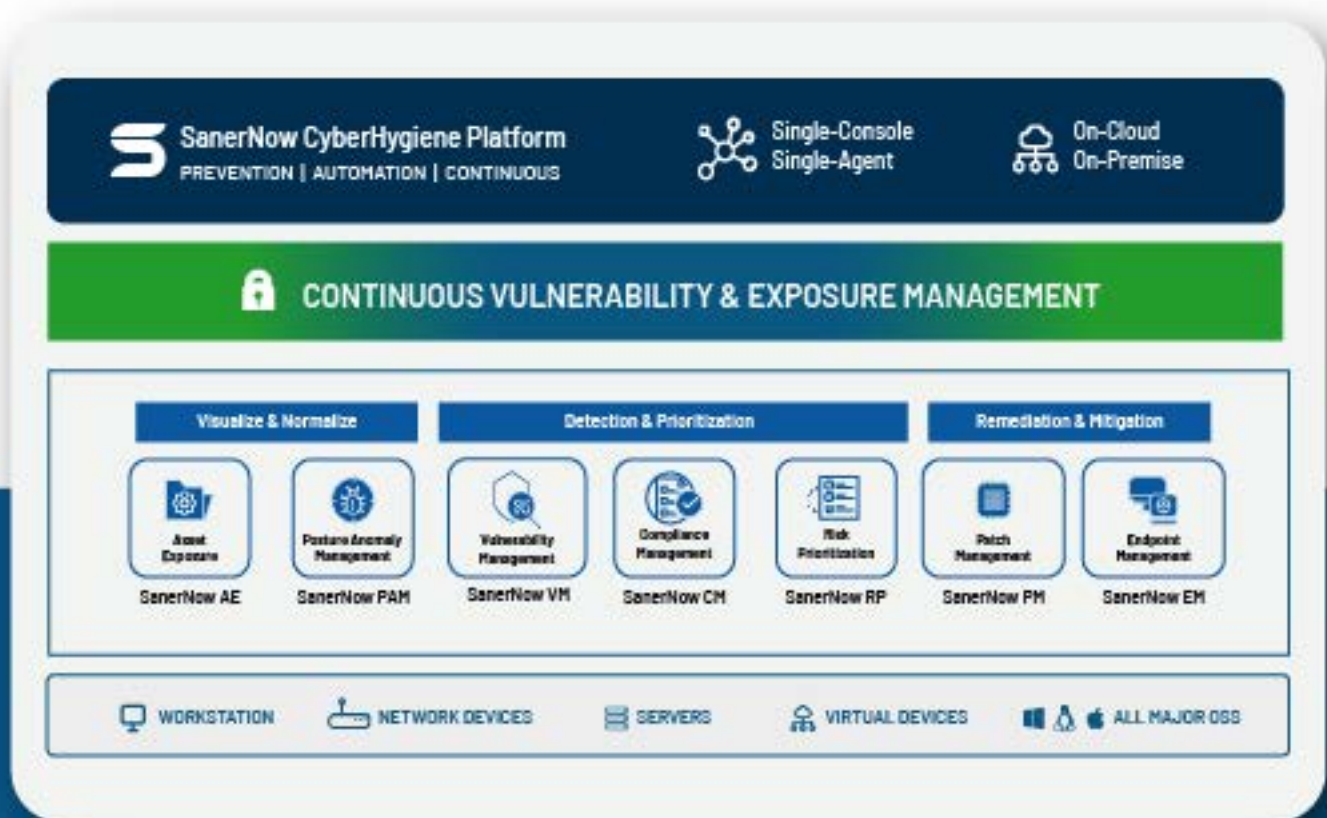 SanerNow CyberHygiene Platform
PREVENTION | AUTOMATION | CONTINUOUS
Single-Console
Single-Agent
On-Cloud
On-Premise
CONTINUOUS VULNERABILITY & EXPOSURE MANAGEMENT
Visualize & Normalize
Detection & Prioritization
Remediation & Mitigation
Asset
Exposure
Posture Anomaly
Management
Vulnerability
Management
Compliance
Management
Risk
Prioritization
Patch
Management
Endpoint
Management
SanerNow AE
SanerNow PAM
SanerNow VM
SanerNow CM
SanerNow RP
SanerNow PM
SanerNow EM
WORKSTATION
NETWORK DEVICES
SERVERS
VIRTUAL DEVICES
ALL MAJOR OSS